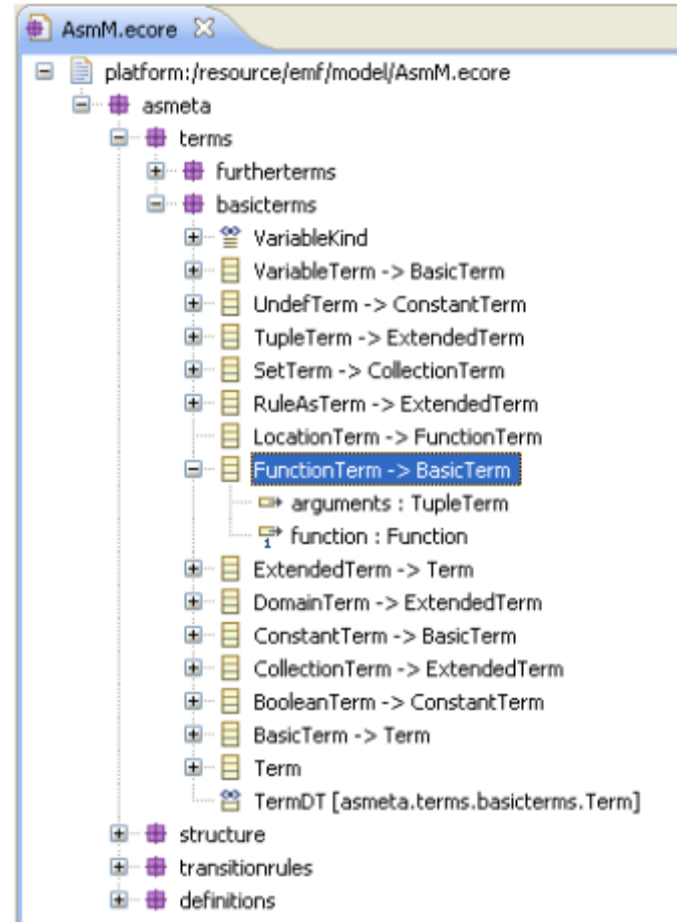 AsmM.ecore
platform:/resource/emf/model/AsmM.ecore
asmeta
terms
furtherterms
basicterms
VariableKind
VariableTerm -> BasicTerm
UndefTerm -> ConstantTerm
TupleTerm -> ExtendedTerm
SetTerm -> CollectionTerm
RuleAsTerm -> ExtendedTerm
LocationTerm -> FunctionTerm
FunctionTerm -> BasicTerm
arguments : TupleTerm
1 function : Function
ExtendedTerm -> Term
DomainTerm -> ExtendedTerm
ConstantTerm -> BasicTerm
CollectionTerm -> ExtendedTerm
BooleanTerm -> ConstantTerm
BasicTerm -> Term
Term
TermDT [asmeta.terms.basicterms.Term]
structure
transitionrules
definitions